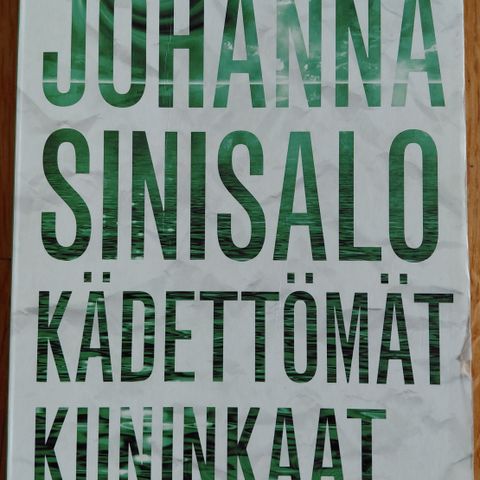 JOHANNA
SINISALO
KÄDETTÖMÄT
KUNINKAAT